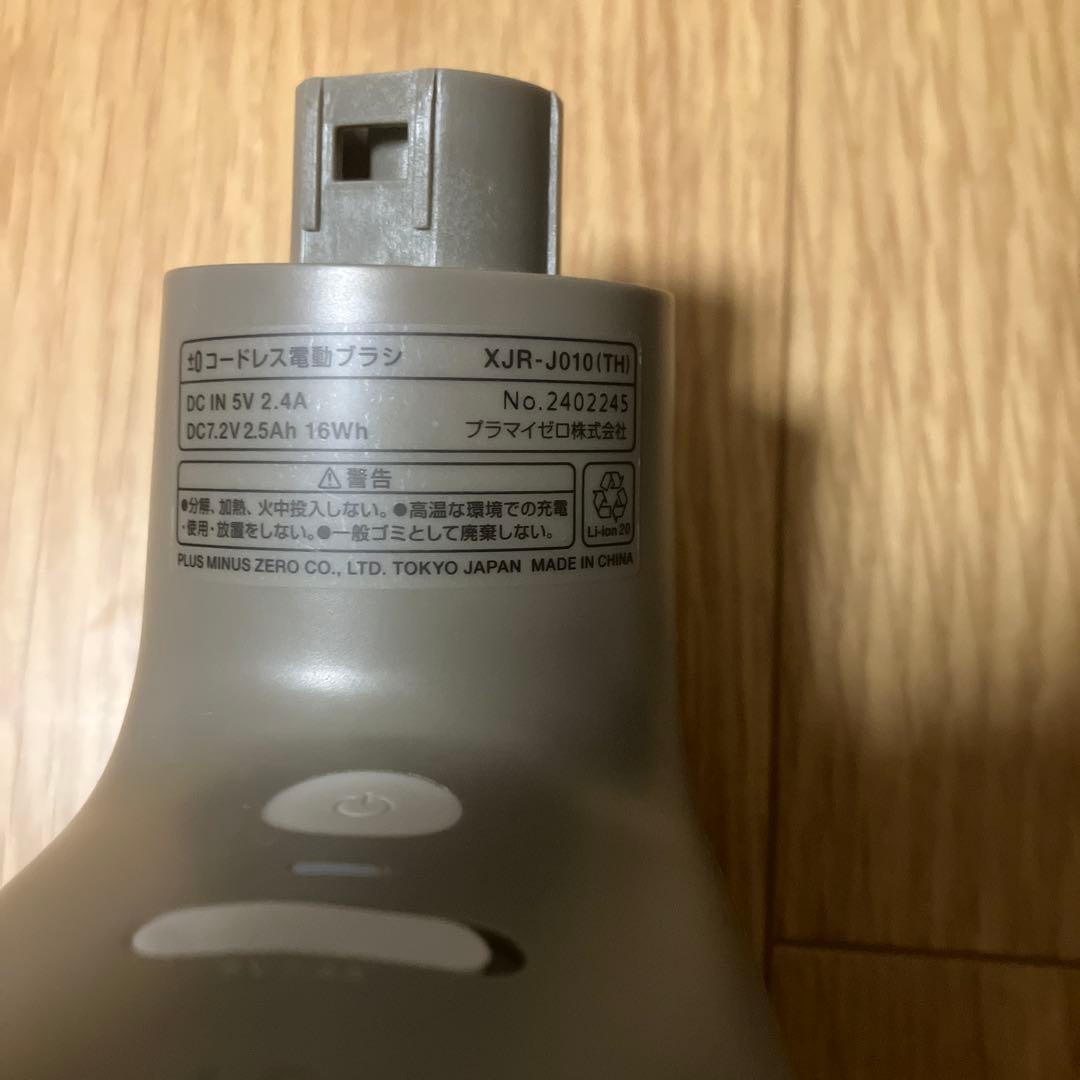 ±0 コードレス電動ブラシ XJR-J010(TH)
DC IN 5V 2.4A No.2402245
DC7.2V 2.5Ah 16Wh プラマイゼロ株式会社
⚠警告
●分解、加熱、火中投入しない。●高温な環境での充電
・使用・放置をしない。●一般ゴミとして廃棄しない。
Li-ion 20
PLUS MINUS ZERO CO., LTD. TOKYO JAPAN MADE IN CHINA